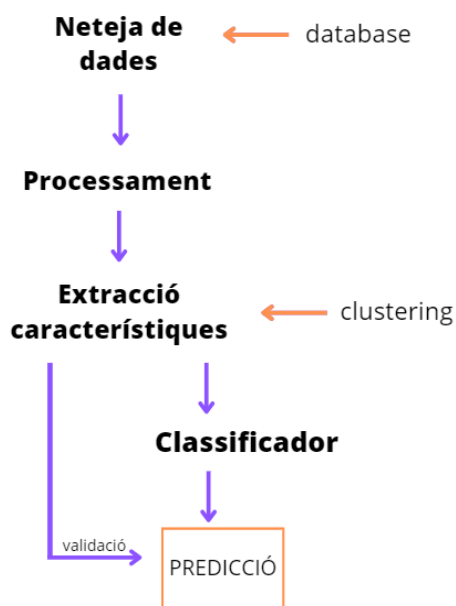 Neteja de
dades
database
Processament
Extracció
característiques
clustering
Classificador
validació
PREDICCIÓ